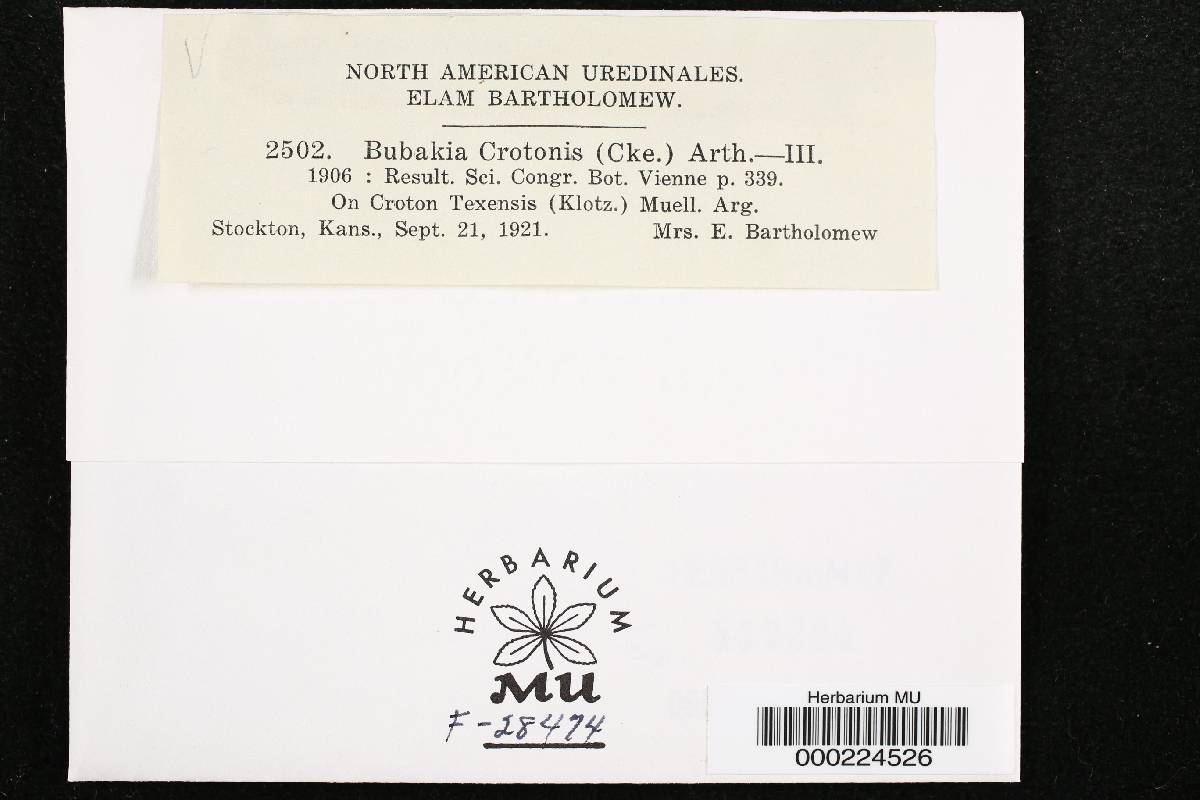 NORTH AMERICAN UREDINALES.
ELAM BARTHOLOMEW.
2502. Bubakia Crotonis (Cke.) Arth.—III.
1906 : Result. Sci. Congr. Bot. Vienne p. 339.
On Croton Texensis (Klotz.) Muell. Arg.
Stockton, Kans., Sept. 21, 1921. Mrs. E. Bartholomew
HERBARIUM
MU
F-28474
Herbarium MU
000224526